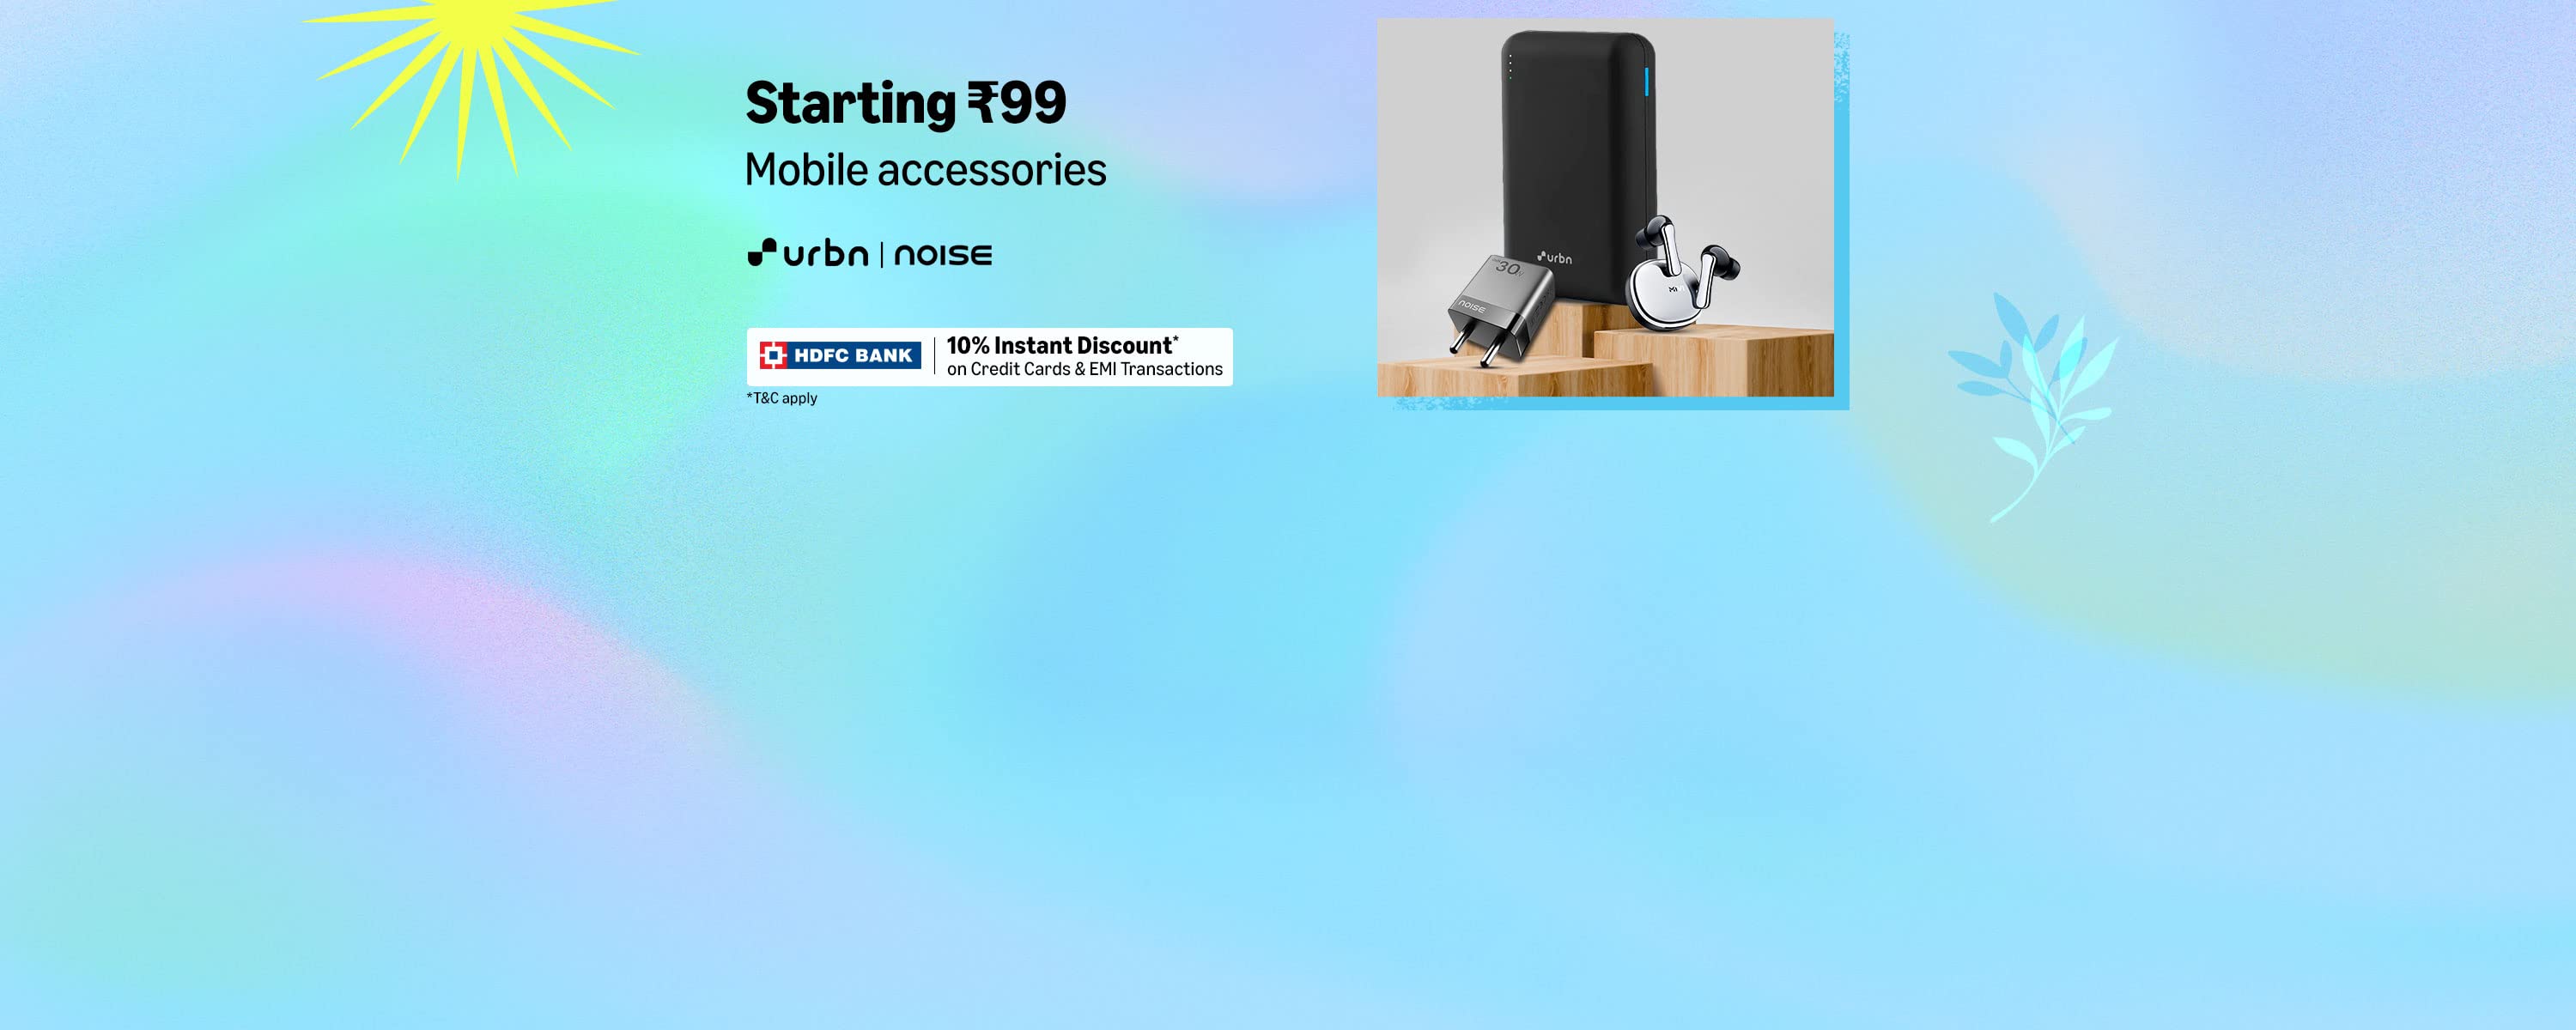 Starting ₹99
Mobile accessories
urbn | NOISE
HDFC BANK
10% Instant Discount*
on Credit Cards & EMI Transactions
*T&C apply
urbn
30
NOISE